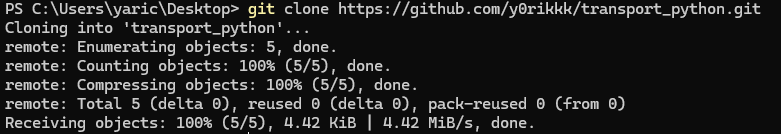 PS C:\Users\yaric\Desktop> git clone https://github.com/y0rikkk/transport_python.git
Cloning into 'transport_python'...
remote: Enumerating objects: 5, done.
remote: Counting objects: 100% (5/5), done.
remote: Compressing objects: 100% (5/5), done.
remote: Total 5 (delta 0), reused 0 (delta 0), pack-reused 0 (from 0)
Receiving objects: 100% (5/5), 4.42 KiB | 4.42 MiB/s, done.